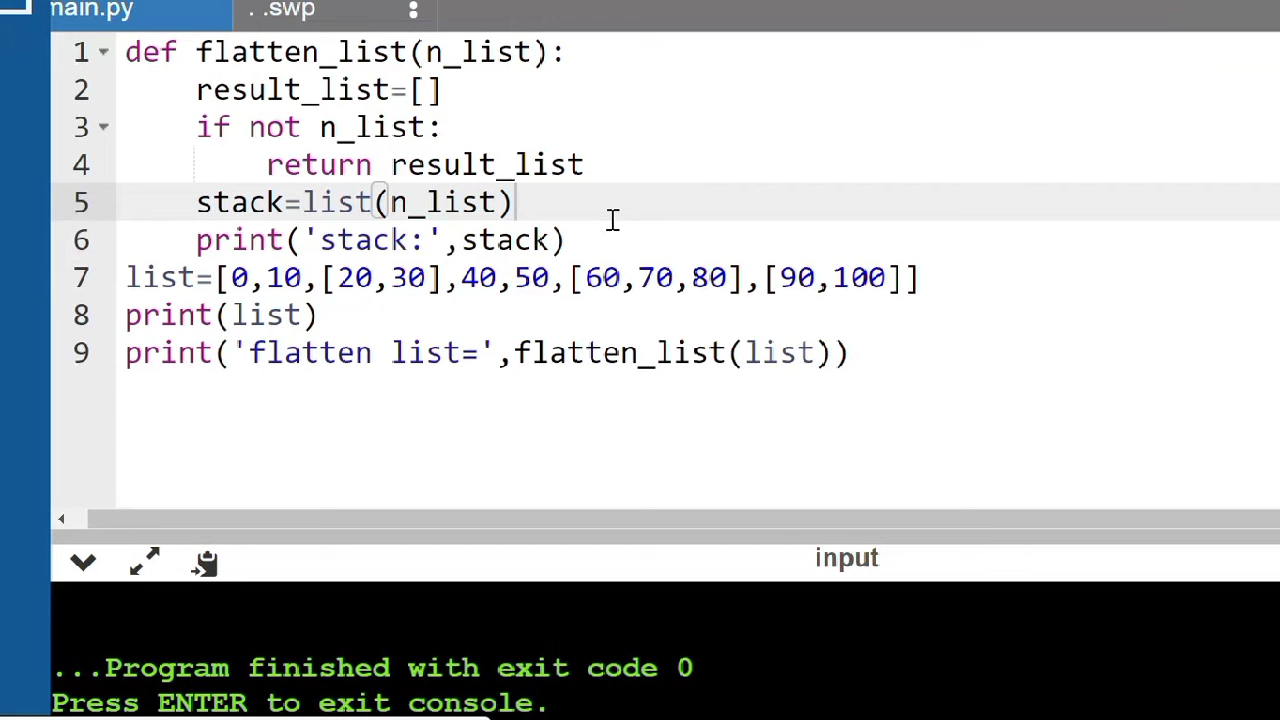 main.py . .swp
1 def flatten_list(n_list):
2 result_list=[]
3 if not n_list:
4 return result_list
5 stack=list(n_list)
6 print('stack:',stack)
7 list=[0,10,[20,30],40,50,[60,70,80],[90,100]]
8 print(list)
9 print('flatten list=',flatten_list(list))
input
...Program finished with exit code 0
Press ENTER to exit console.